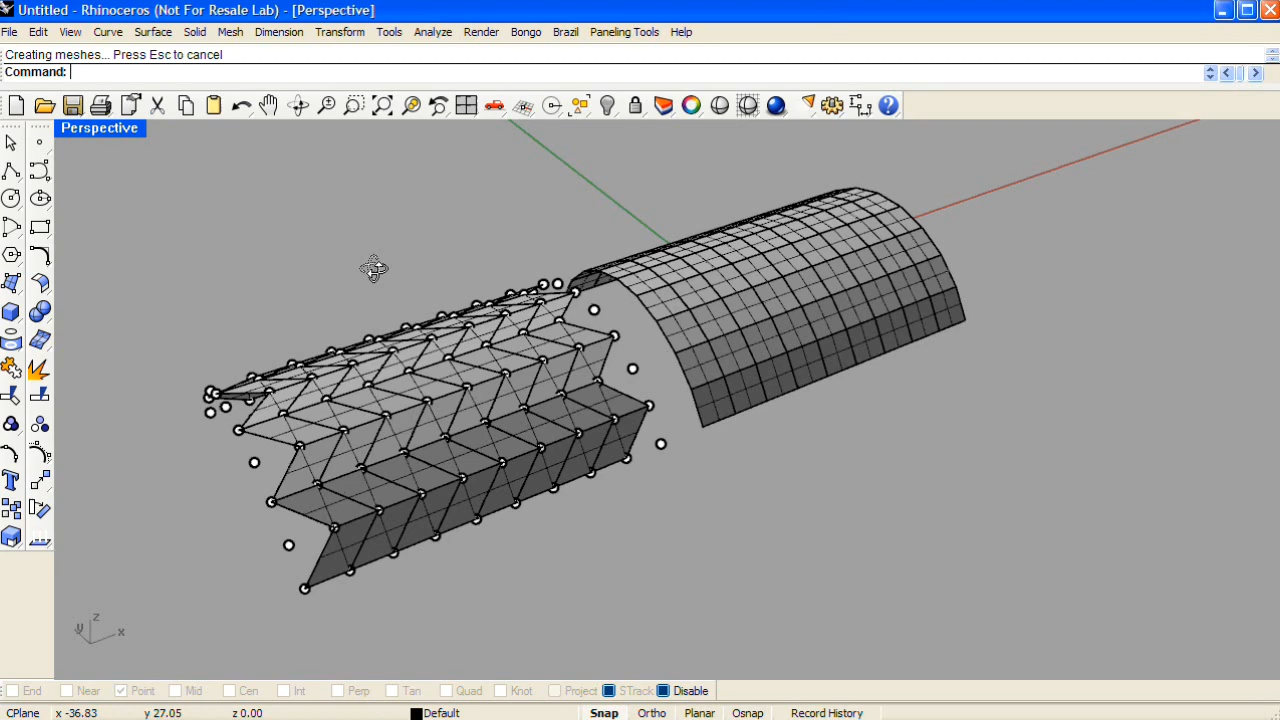 Untitled - Rhinoceros (Not For Resale Lab) - [Perspective]
File Edit View Curve Surface Solid Mesh Dimension Transform Tools Analyze Render Bongo Brazil Paneling Tools Help
Creating meshes... Press Esc to cancel
Command:
Perspective
z
y x
End Near Point Mid Cen Int Perp Tan Quad Knot Project STrack Disable
CPlane x -36.83 y 27.05 z 0.00 Default Snap Ortho Planar Osnap Record History